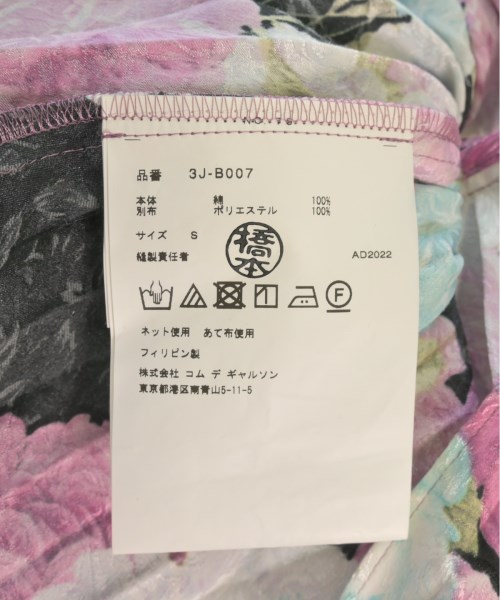 NO. 78
品番 3J-B007
本体 綿 100%
別布 ポリエステル 100%
サイズ S
橋本
縫製責任者 AD2022
F
ネット使用 あて布使用
フィリピン製
株式会社 コム デ ギャルソン
東京都港区南青山5-11-5